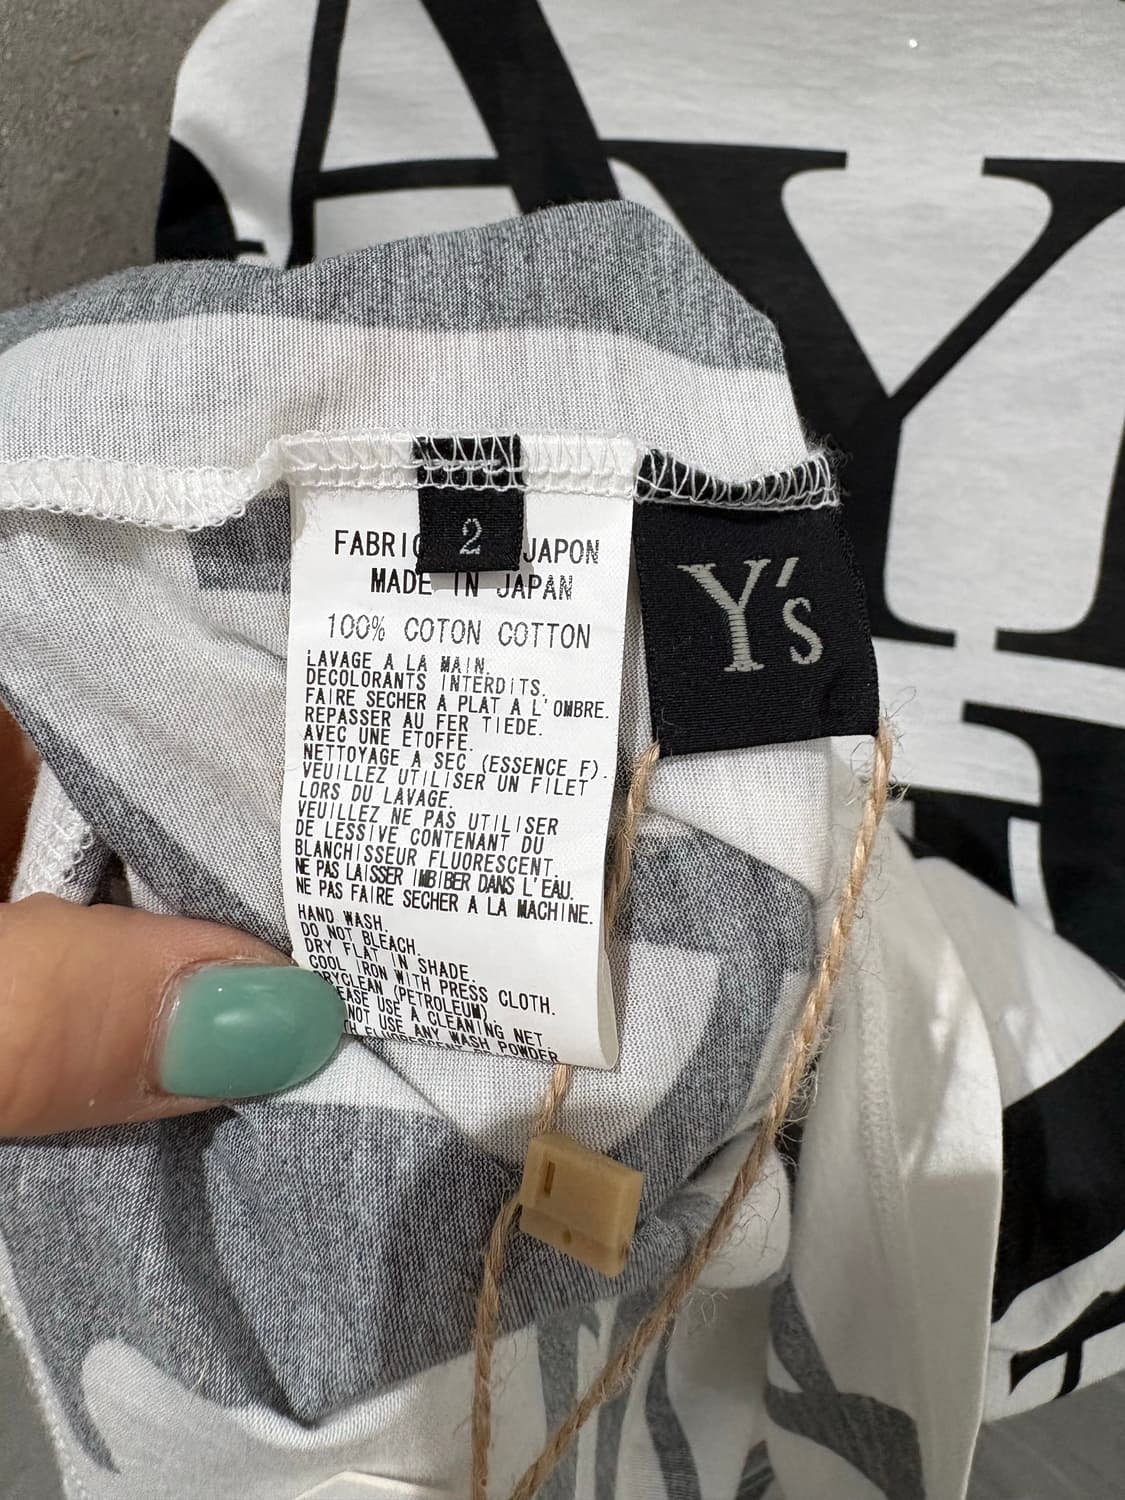 A
Y
2
Y's
FABRI JAPON
MADE IN JAPAN
100% COTON COTTON
LAVAGE A LA MAIN.
DECOLORANTS INTERDITS.
FAIRE SECHER A PLAT A L'OMBRE.
REPASSER AU FER TIEDE.
AVEC UNE ETOFFE.
NETTOYAGE A SEC (ESSENCE F).
VEUILLEZ UTILISER UN FILET
LORS DU LAVAGE.
VEUILLEZ NE PAS UTILISER
DE LESSIVE CONTENANT DU
BLANCHISSEUR FLUORESCENT.
NE PAS LAISSER IMBIBER DANS L'EAU.
NE PAS FAIRE SECHER A LA MACHINE.
HAND WASH.
DO NOT BLEACH.
DRY FLAT IN SHADE.
COOL IRON WITH PRESS CLOTH.
DRYCLEAN (PETROLEUM).
EASE USE A CLEANING NET.
NOT USE ANY WASH POWDER